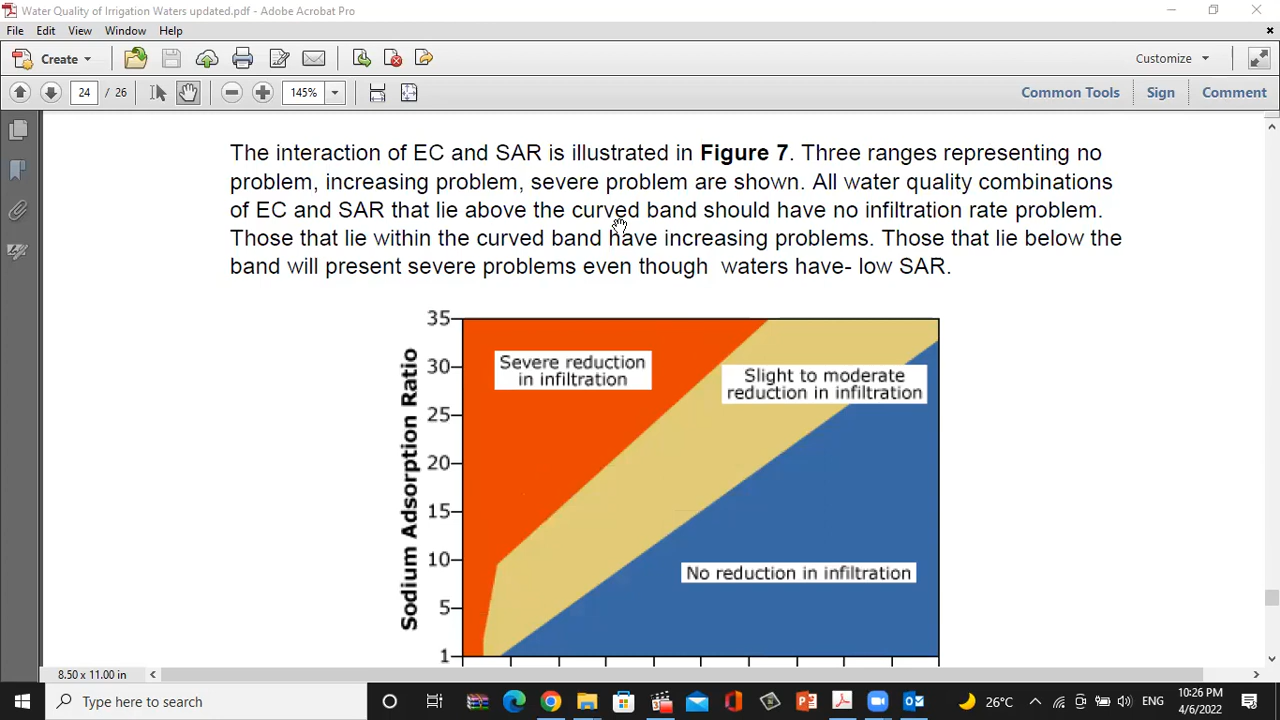 Water Quality of Irrigation Waters updated.pdf - Adobe Acrobat Pro
File Edit View Window Help
Create Customize
24 / 26 145% Common Tools Sign Comment
The interaction of EC and SAR is illustrated in Figure 7. Three ranges representing no
problem, increasing problem, severe problem are shown. All water quality combinations
of EC and SAR that lie above the curved band should have no infiltration rate problem.
Those that lie within the curved band have increasing problems. Those that lie below the
band will present severe problems even though waters have- low SAR.
Sodium Adsorption Ratio
35
30
25
20
15
10
5
1
Severe reduction
in infiltration
Slight to moderate
reduction in infiltration
No reduction in infiltration
8.50 x 11.00 in
Type here to search
26°C ENG
10:26 PM
4/6/2022